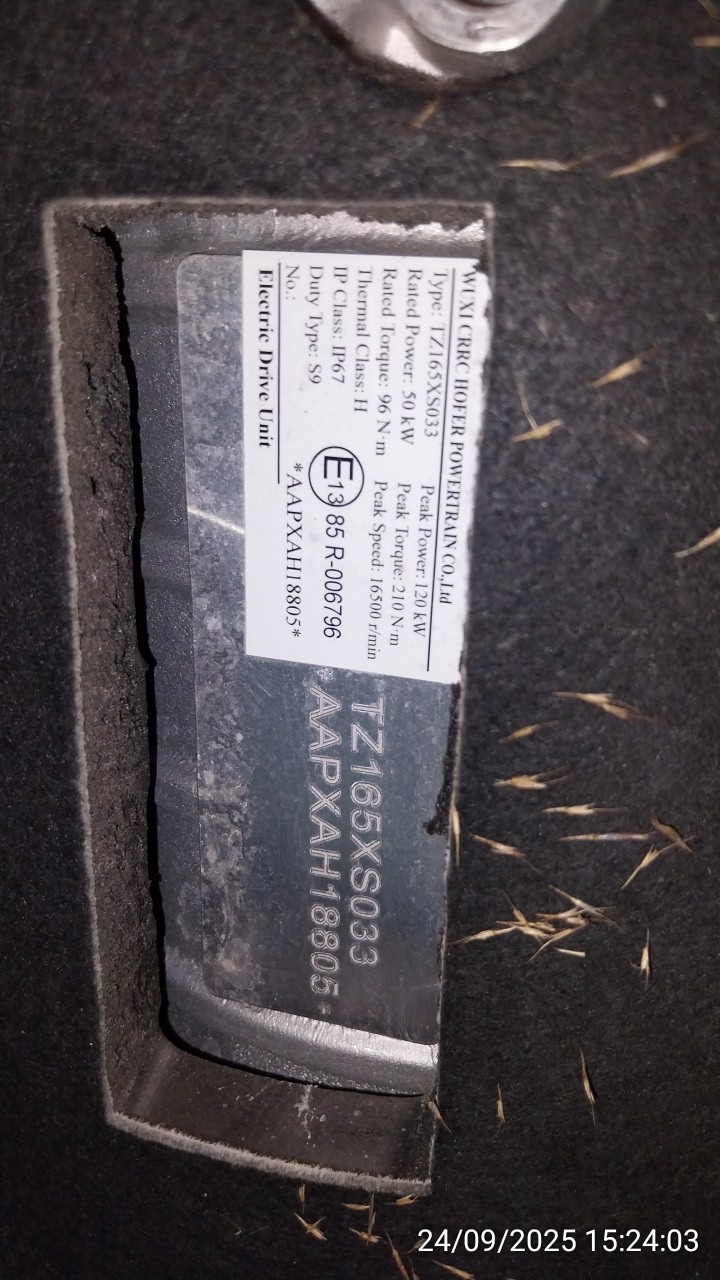 WUXI CRRC HOFER POWERTRAIN CO.,Ltd
Type: TZ165XS033 Peak Power: 120 kW
Rated Power: 50 kW Peak Torque: 210 N·m
Rated Torque: 96 N·m Peak Speed: 16500 r/min
Thermal Class: H
IP Class: IP67
Duty Type: S9
E13 85 R-006796
No.: *AAPXAH18805*
Electric Drive Unit
TZ165XS033
*AAPXAH18805*
24/09/2025 15:24:03